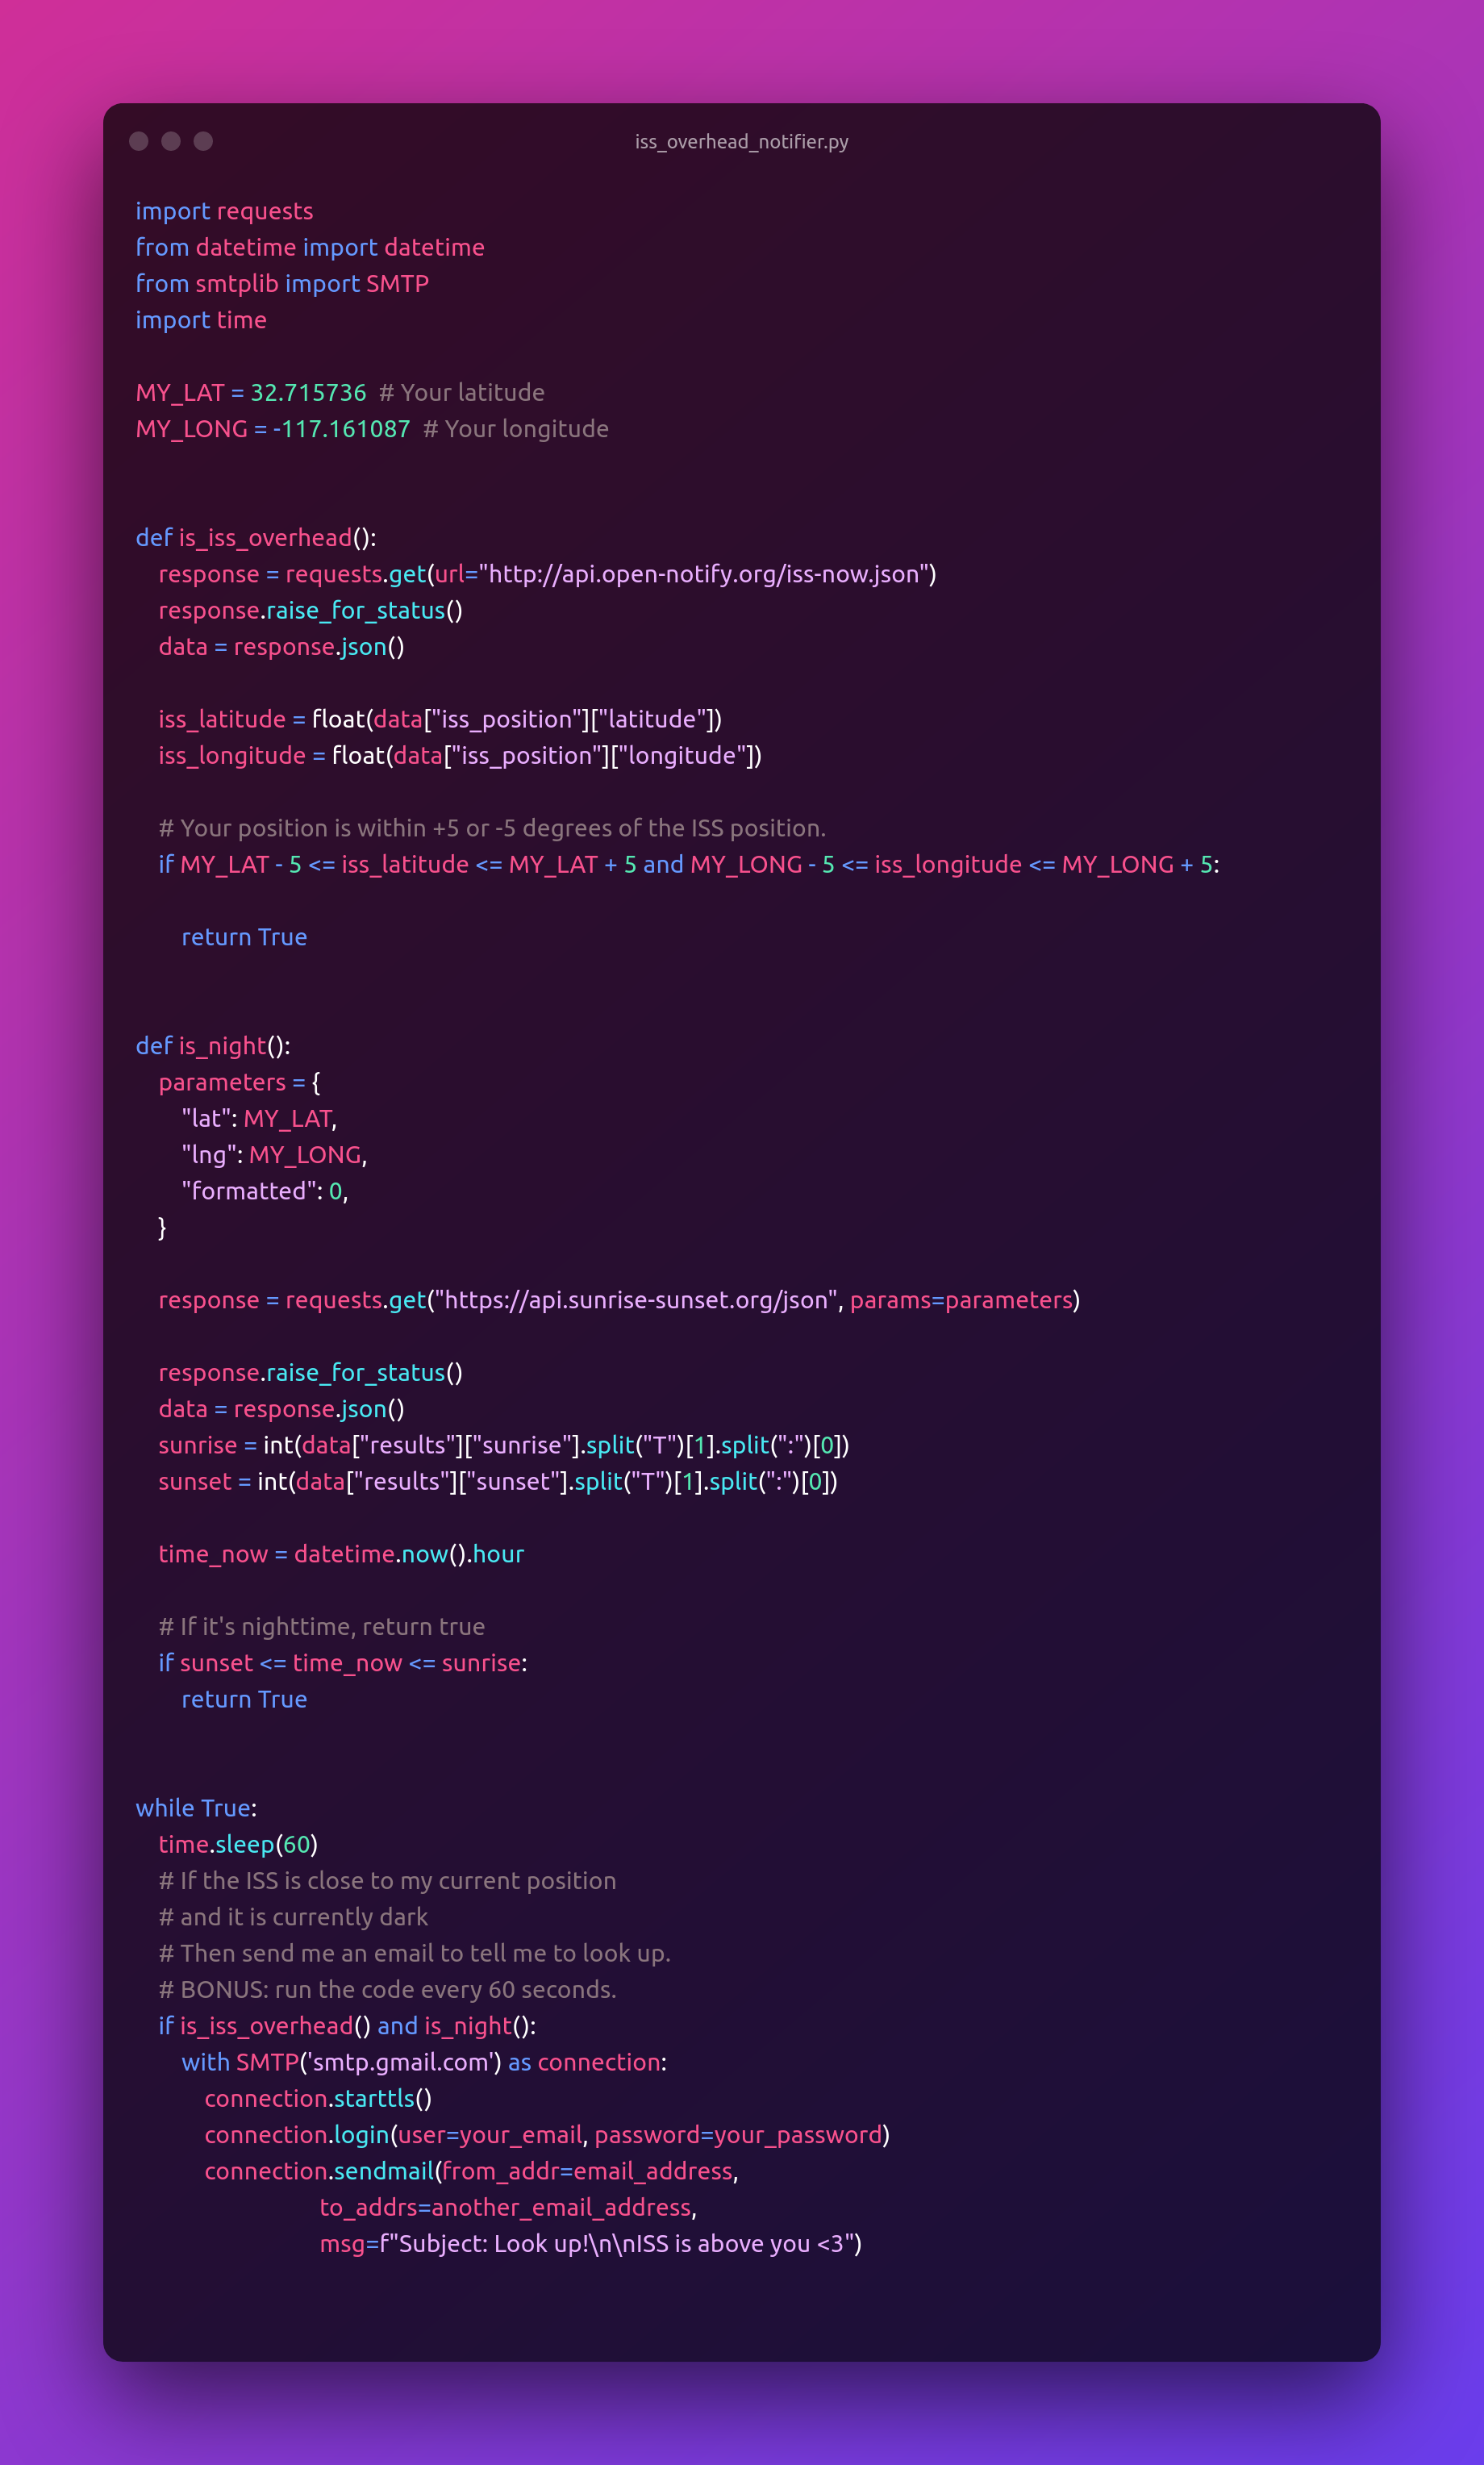 iss_overhead_notifier.py
import requests
from datetime import datetime
from smtplib import SMTP
import time

MY_LAT = 32.715736  # Your latitude
MY_LONG = -117.161087  # Your longitude


def is_iss_overhead():
    response = requests.get(url="http://api.open-notify.org/iss-now.json")
    response.raise_for_status()
    data = response.json()

    iss_latitude = float(data["iss_position"]["latitude"])
    iss_longitude = float(data["iss_position"]["longitude"])

    # Your position is within +5 or -5 degrees of the ISS position.
    if MY_LAT - 5 <= iss_latitude <= MY_LAT + 5 and MY_LONG - 5 <= iss_longitude <= MY_LONG + 5:

        return True


def is_night():
    parameters = {
        "lat": MY_LAT,
        "lng": MY_LONG,
        "formatted": 0,
    }

    response = requests.get("https://api.sunrise-sunset.org/json", params=parameters)

    response.raise_for_status()
    data = response.json()
    sunrise = int(data["results"]["sunrise"].split("T")[1].split(":")[0])
    sunset = int(data["results"]["sunset"].split("T")[1].split(":")[0])

    time_now = datetime.now().hour

    # If it's nighttime, return true
    if sunset <= time_now <= sunrise:
        return True


while True:
    time.sleep(60)
    # If the ISS is close to my current position
    # and it is currently dark
    # Then send me an email to tell me to look up.
    # BONUS: run the code every 60 seconds.
    if is_iss_overhead() and is_night():
        with SMTP('smtp.gmail.com') as connection:
            connection.starttls()
            connection.login(user=your_email, password=your_password)
            connection.sendmail(from_addr=email_address,
                                to_addrs=another_email_address,
                                msg=f"Subject: Look up!\n\nISS is above you <3")